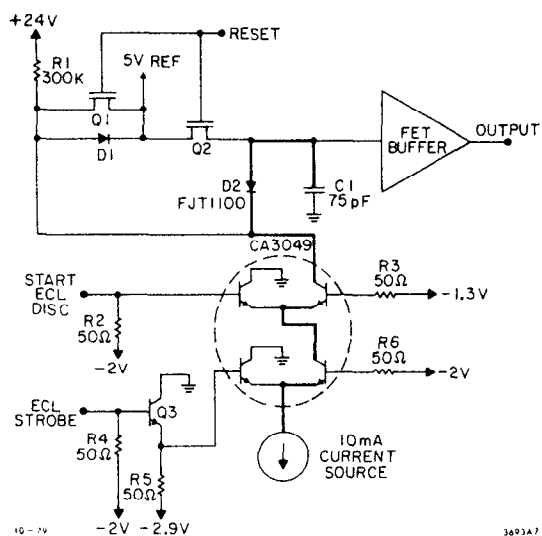 +24V
RESET
R1
300K
5V REF
Q1
D1
Q2
FET
BUFFER
OUTPUT
D2
FJT1100
C1
75pF
CA3049
START
ECL
DISC
R3
50Ω
-1.3V
R2
50Ω
-2V
R6
50Ω
-2V
ECL
STROBE
Q3
R4
50Ω
R5
50Ω
10mA
CURRENT
SOURCE
-2V
-2.9V
10-79
3693A7